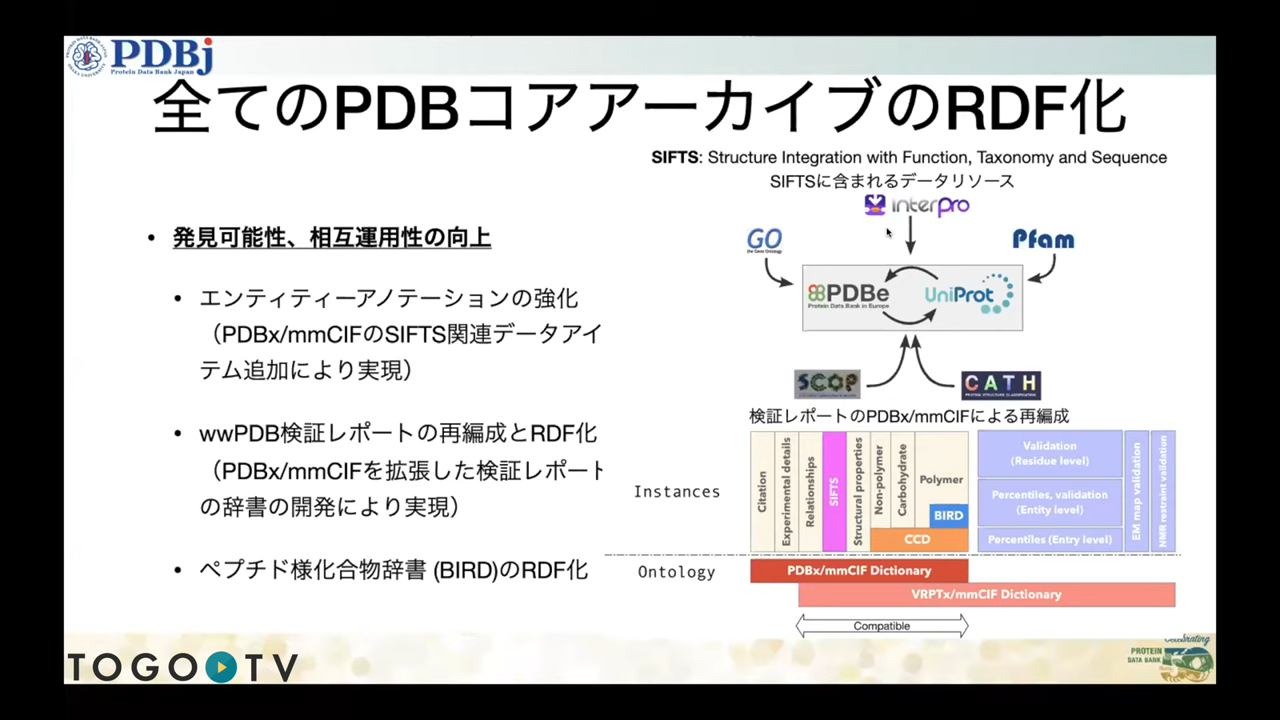 PDBj
Protein Data Bank Japan
全てのPDBコアアーカイブのRDF化
SIFTS: Structure Integration with Function, Taxonomy and Sequence
SIFTSに含まれるデータリソース
interpro
GO
the Gene Ontology
Pfam
PDBe
Protein Data Bank in Europe
UniProt
SCOP
CATH
PROTEIN STRUCTURE CLASSIFICATION
• 発見可能性、相互運用性の向上
• エンティティーアノテーションの強化
（PDBx/mmCIFのSIFTS関連データアイ
テム追加により実現）
• wwPDB検証レポートの再編成とRDF化
（PDBx/mmCIFを拡張した検証レポート
の辞書の開発により実現）
• ペプチド様化合物辞書 (BIRD)のRDF化
検証レポートのPDBx/mmCIFによる再編成
Instances
Citation
Experimental details
Relationships
SIFTS
Structural properties
Non-polymer
Carbohydrate
Polymer
BIRD
CCD
Validation
(Residue level)
Percentiles, validation
(Entity level)
Percentiles (Entry level)
EM map validation
NMR restraint validation
Ontology
PDBx/mmCIF Dictionary
VRPTx/mmCIF Dictionary
Compatible
TOGO TV
Celebrating
PROTEIN
DATA BANK